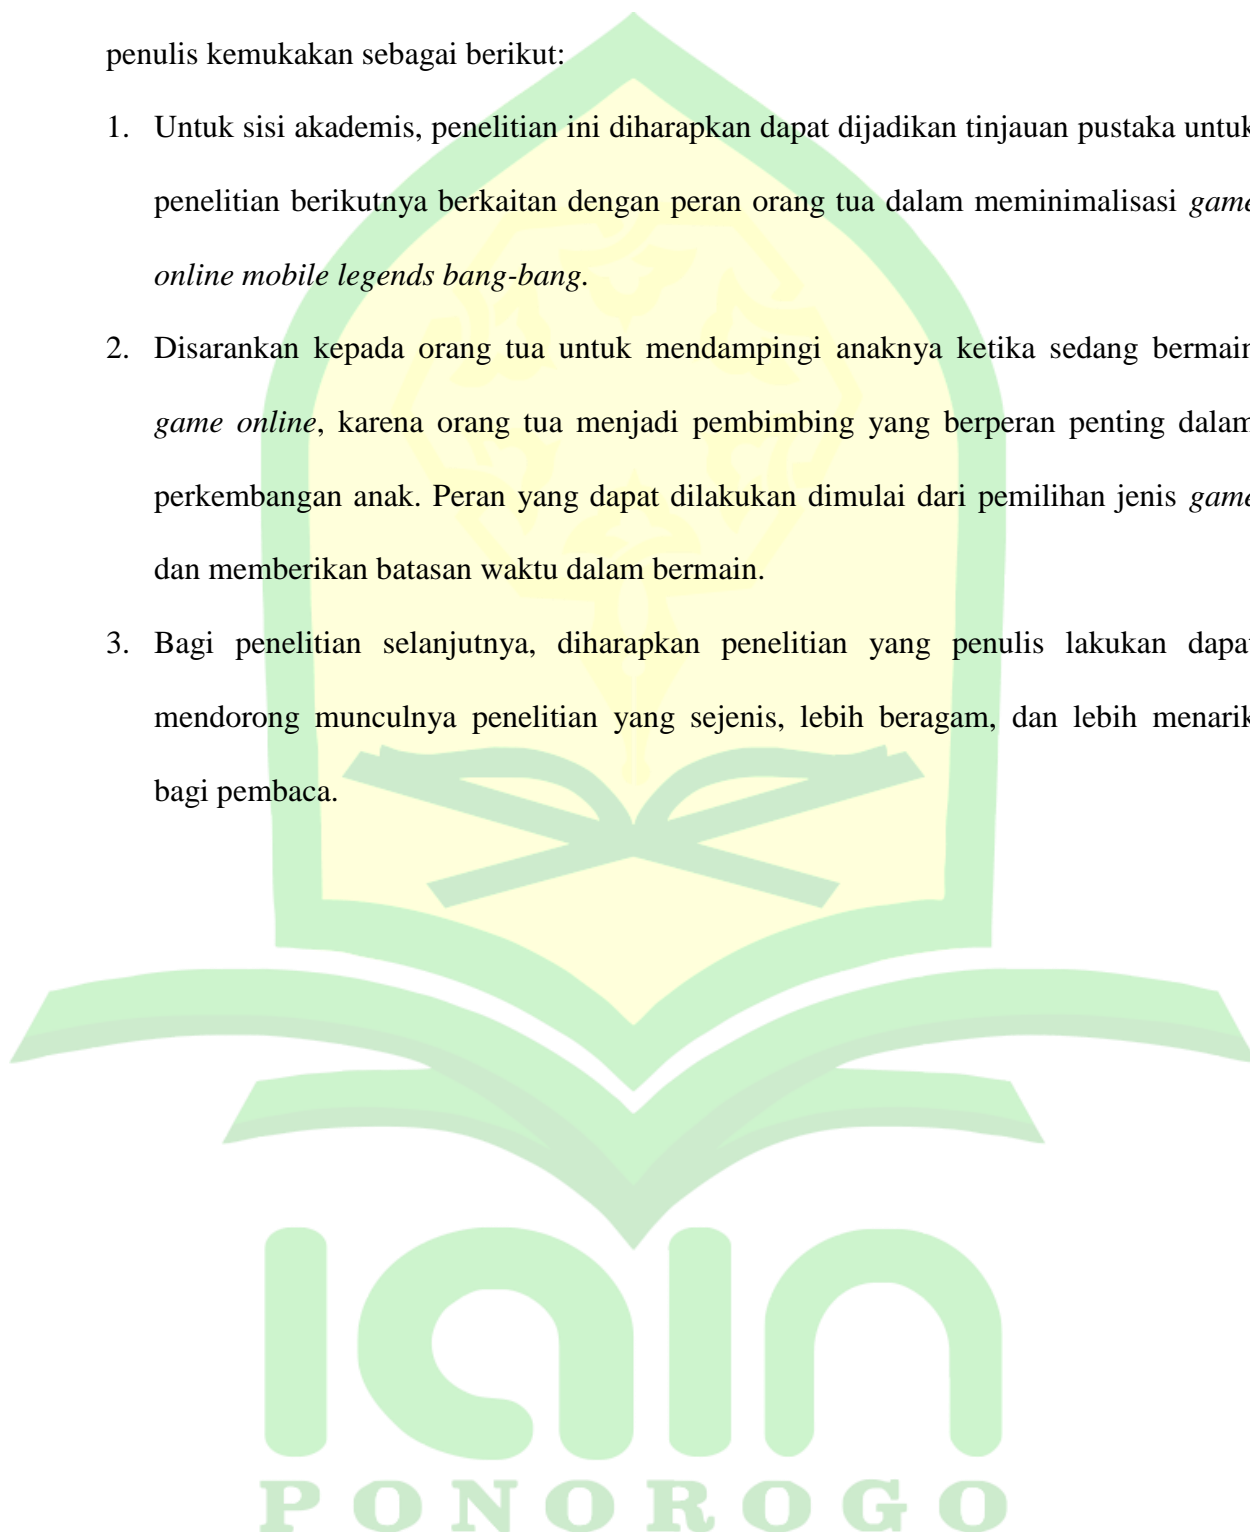 penulis kemukakan sebagai berikut:
1. Untuk sisi akademis, penelitian ini diharapkan dapat dijadikan tinjauan pustaka untuk
penelitian berikutnya berkaitan dengan peran orang tua dalam meminimalisasi game
online mobile legends bang-bang.
2. Disarankan kepada orang tua untuk mendampingi anaknya ketika sedang bermain
game online, karena orang tua menjadi pembimbing yang berperan penting dalam
perkembangan anak. Peran yang dapat dilakukan dimulai dari pemilihan jenis game
dan memberikan batasan waktu dalam bermain.
3. Bagi penelitian selanjutnya, diharapkan penelitian yang penulis lakukan dapat
mendorong munculnya penelitian yang sejenis, lebih beragam, dan lebih menarik
bagi pembaca.
iain
PONOROGO